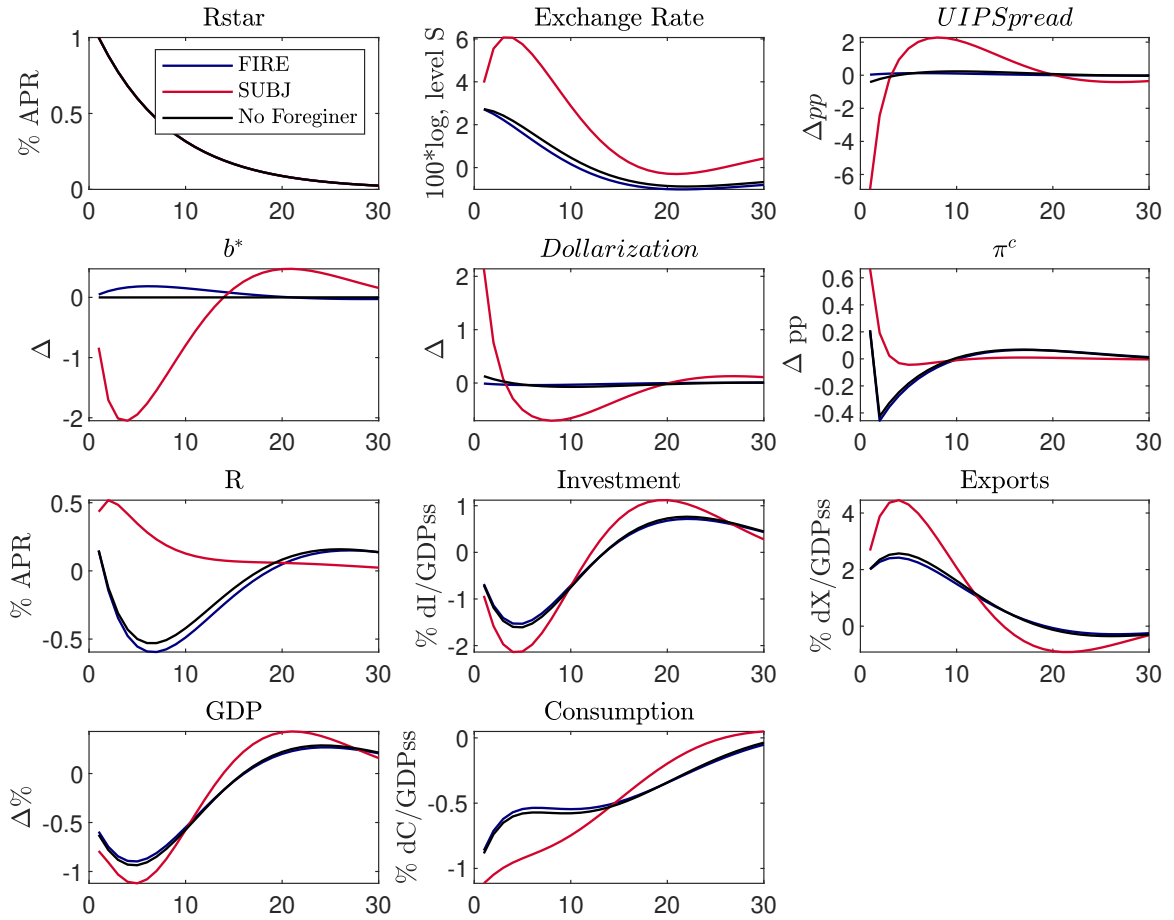 Rstar
% APR
1
0.5
0
0 10 20 30
FIRE
SUBJ
No Foreginer
Exchange Rate
100*log, level S
6
4
2
0
0 10 20 30
UIPSpread
Δpp
2
0
-2
-4
-6
0 10 20 30
b*
Δ
0
-1
-2
0 10 20 30
Dollarization
Δ
2
1
0
0 10 20 30
π^c
Δ pp
0.6
0.4
0.2
0
-0.2
-0.4
0 10 20 30
R
% APR
0.5
0
-0.5
0 10 20 30
Investment
% dI/GDPss
1
0
-1
-2
0 10 20 30
Exports
% dX/GDPss
4
2
0
0 10 20 30
GDP
Δ%
0
-0.5
-1
0 10 20 30
Consumption
% dC/GDPss
0
-0.5
-1
0 10 20 30